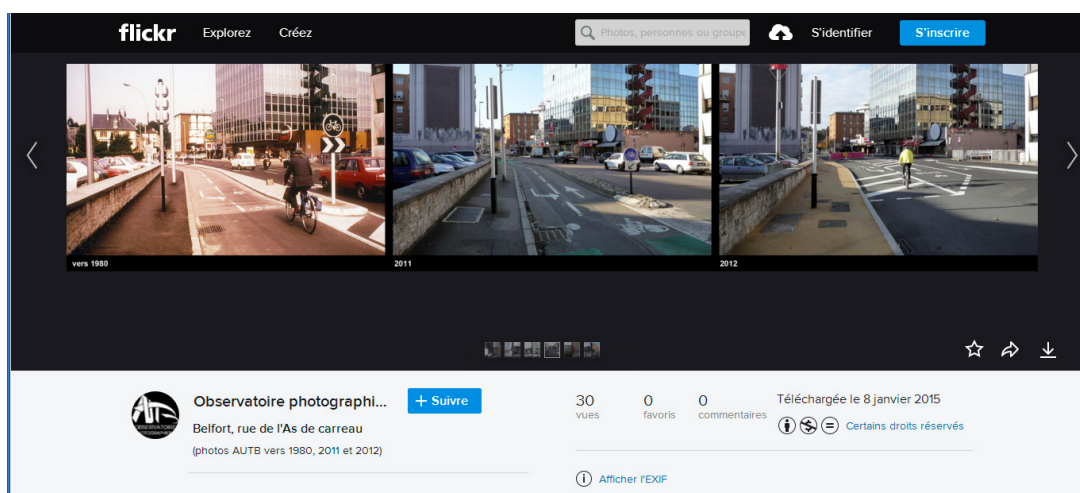 flickr Explorez Créez Photos, personnes ou groupe S'identifier S'inscrire
vers 1980 2011 2012
Observatoire photographi... + Suivre
Belfort, rue de l'As de carreau
(photos AUTB vers 1980, 2011 et 2012)
30 vues
0 favoris
0 commentaires
Téléchargée le 8 janvier 2015
Certains droits réservés
Afficher l'EXIF